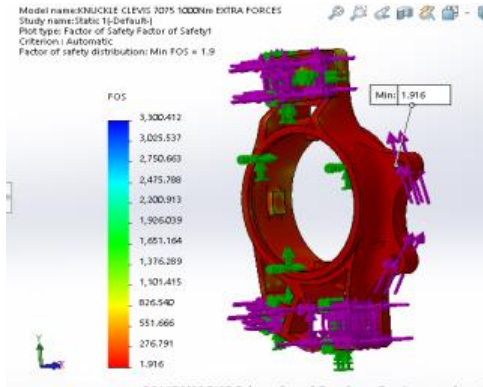 Model name:KNUCKLE CLEVIS 7075 1000Nm EXTRA FORCES
Study name:Static 1(-Default-)
Plot type: Factor of Safety Factor of Safety1
Criterion : Automatic
Factor of safety distribution: Min FOS = 1.9
Min: 1.916
FOS
3,300.412
3,025.537
2,750.663
2,475.788
2,200.913
1,926.039
1,651.164
1,376.289
1,101.415
826.540
551.666
276.791
1.916
Y
X